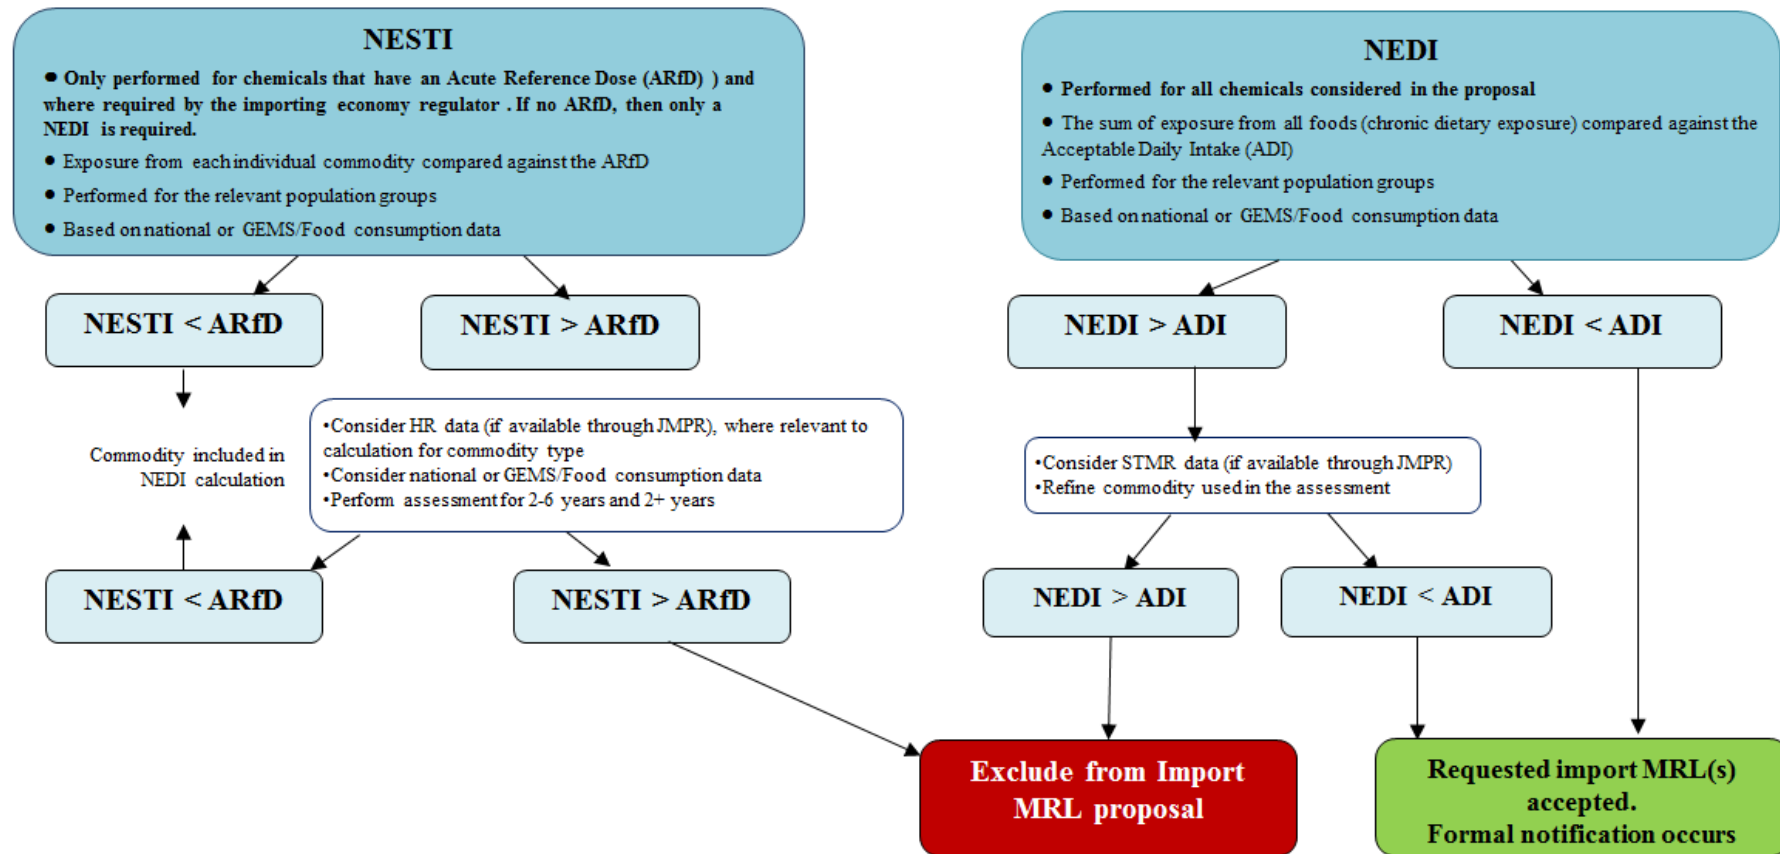 NESTI
• Only performed for chemicals that have an Acute Reference Dose (ARfD) ) and
where required by the importing economy regulator . If no ARfD, then only a
NEDI is required.
• Exposure from each individual commodity compared against the ARfD
• Performed for the relevant population groups
• Based on national or GEMS/Food consumption data
NEDI
• Performed for all chemicals considered in the proposal
• The sum of exposure from all foods (chronic dietary exposure) compared against the
Acceptable Daily Intake (ADI)
• Performed for the relevant population groups
• Based on national or GEMS/Food consumption data
NESTI < ARfD
NESTI > ARfD
NEDI > ADI
NEDI < ADI
Commodity included in
NEDI calculation
•Consider HR data (if available through JMPR), where relevant to
calculation for commodity type
•Consider national or GEMS/Food consumption data
•Perform assessment for 2-6 years and 2+ years
•Consider STMR data (if available through JMPR)
•Refine commodity used in the assessment
NESTI < ARfD
NESTI > ARfD
NEDI > ADI
NEDI < ADI
Exclude from Import
MRL proposal
Requested import MRL(s)
accepted.
Formal notification occurs